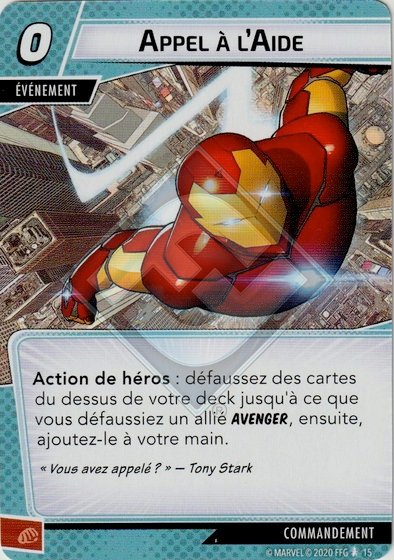 0
APPEL À L'AIDE
ÉVÉNEMENT
Action de héros : défaussez des cartes
du dessus de votre deck jusqu'à ce que
vous défaussiez un allié AVENGER, ensuite,
ajoutez-le à votre main.
« Vous avez appelé ? » – Tony Stark
COMMANDEMENT
© MARVEL © 2020 FFG 15